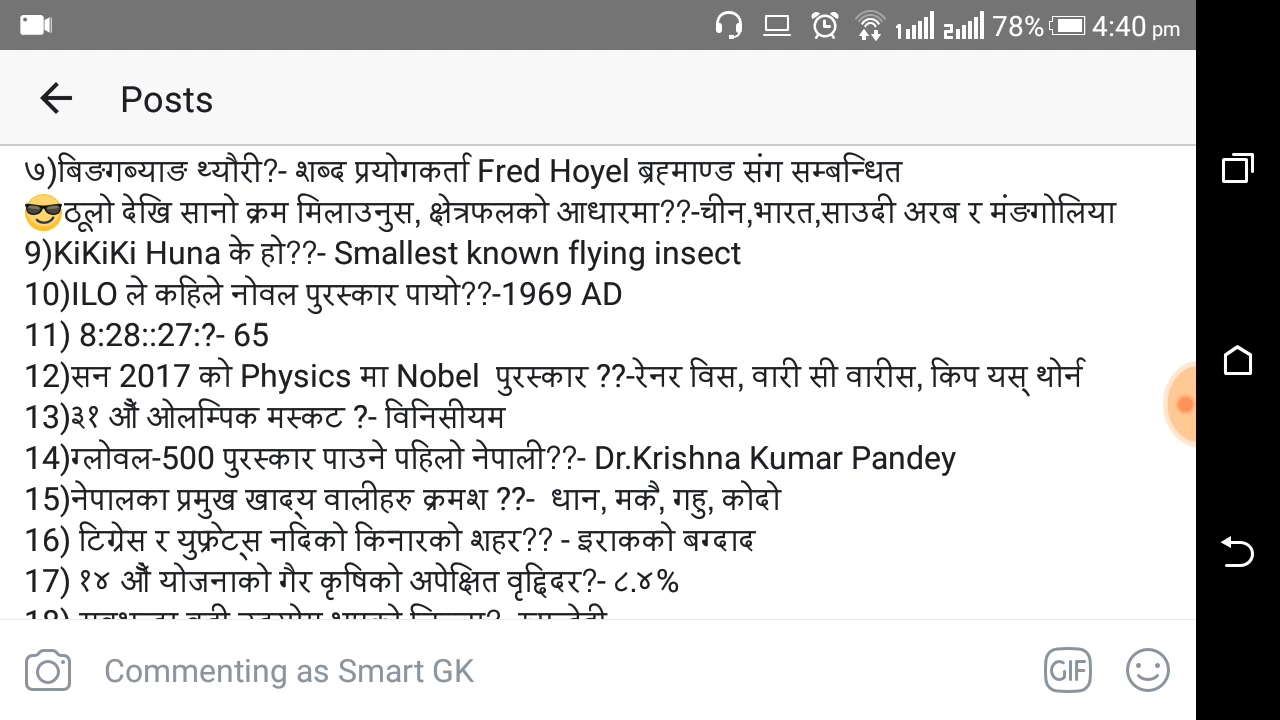 78% 4:40 pm
Posts
७)बिङगब्याङ थ्यौरी?- शब्द प्रयोगकर्ता Fred Hoyel ब्रह्माण्ड संग सम्बन्धित
😎ठूलो देखि सानो क्रम मिलाउनुस, क्षेत्रफलको आधारमा??-चीन,भारत,साउदी अरब र मंङगोलिया
9)KiKiKi Huna के हो??- Smallest known flying insect
10)ILO ले कहिले नोवल पुरस्कार पायो??-1969 AD
11) 8:28::27:?- 65
12)सन 2017 को Physics मा Nobel पुरस्कार ??-रेनर विस, वारी सी वारीस, किप यस् थोर्न
13)३१ औं ओलम्पिक मस्कट ?- विनिसीयम
14)ग्लोवल-500 पुरस्कार पाउने पहिलो नेपाली??- Dr.Krishna Kumar Pandey
15)नेपालका प्रमुख खाद्य वालीहरु क्रमश ??- धान, मकै, गहु, कोदो
16) टिग्रेस र युफ्रेट्स नदिको किनारको शहर?? - इराकको बग्दाद
17) १४ औं योजनाको गैर कृषिको अपेक्षित वृद्दिदर?- ८.४%
Commenting as Smart GK
GIF